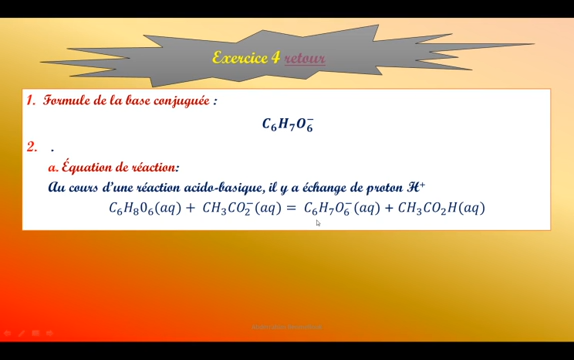 Exercice 4 retour
1. Formule de la base conjuguée :
C₆H₇O₆⁻
2. .
a. Équation de réaction:
Au cours d'une réaction acido-basique, il y a échange de proton H⁺
C₆H₈O₆(aq) + CH₃CO₂⁻(aq) = C₆H₇O₆⁻(aq) + CH₃CO₂H(aq)